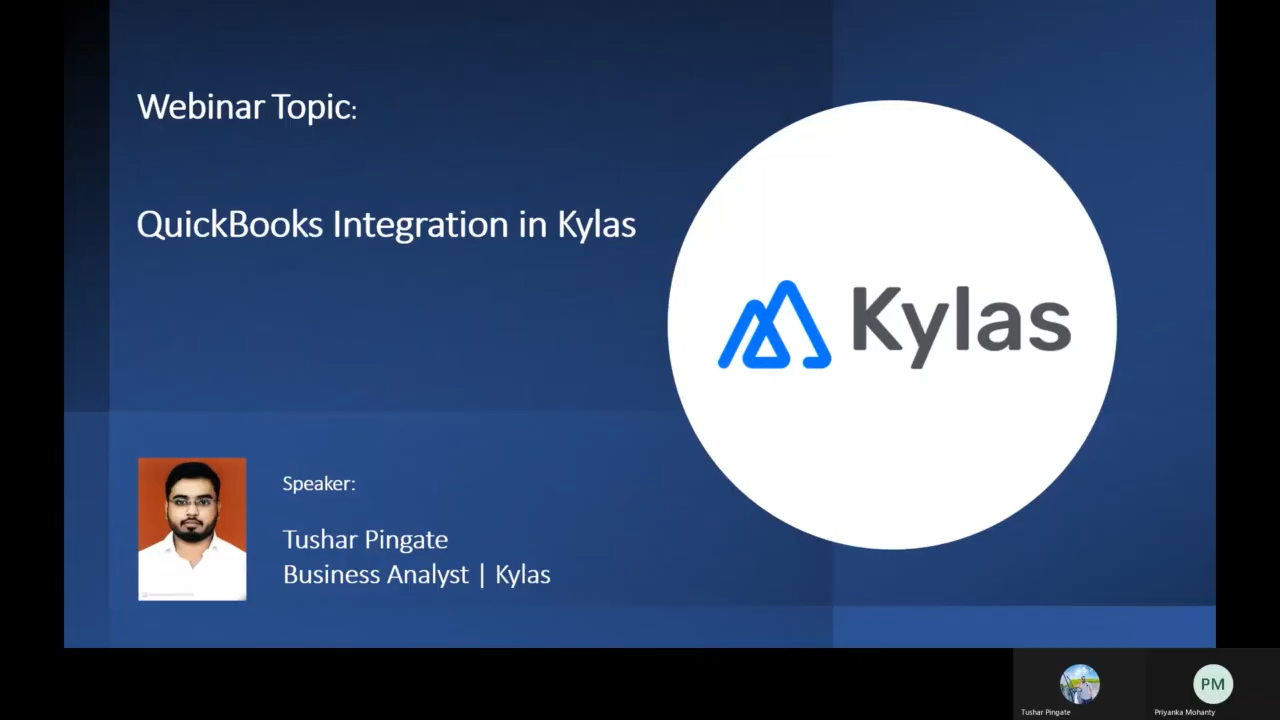 Webinar Topic:
QuickBooks Integration in Kylas
Kylas
Speaker:
Tushar Pingate
Business Analyst | Kylas
PM
Tushar Pingate
Priyanka Mohanty